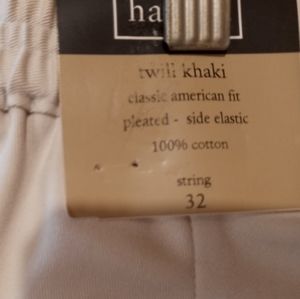 ha
twill khaki
classic american fit
pleated - side elastic
100% cotton
string
32